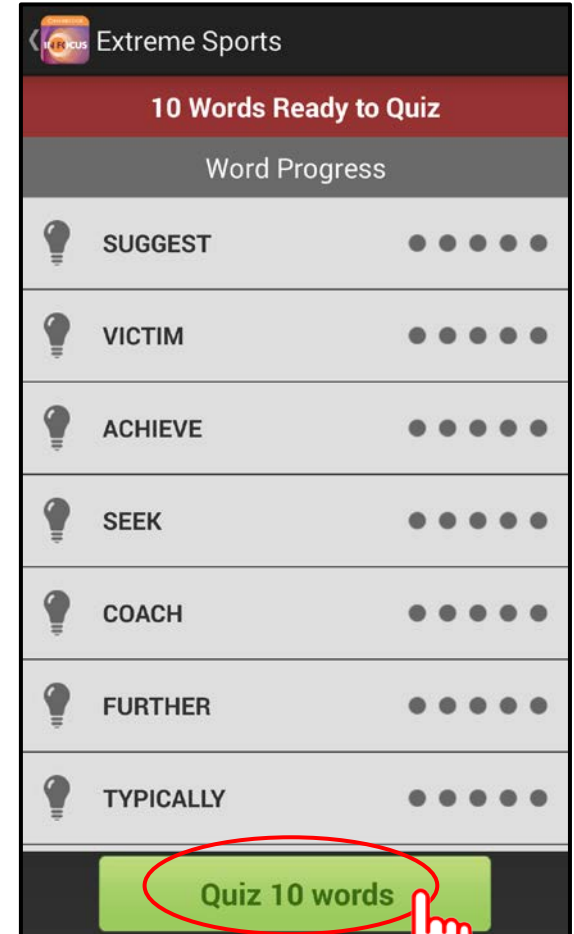 Extreme Sports
10 Words Ready to Quiz
Word Progress
SUGGEST
VICTIM
ACHIEVE
SEEK
COACH
FURTHER
TYPICALLY
Quiz 10 words